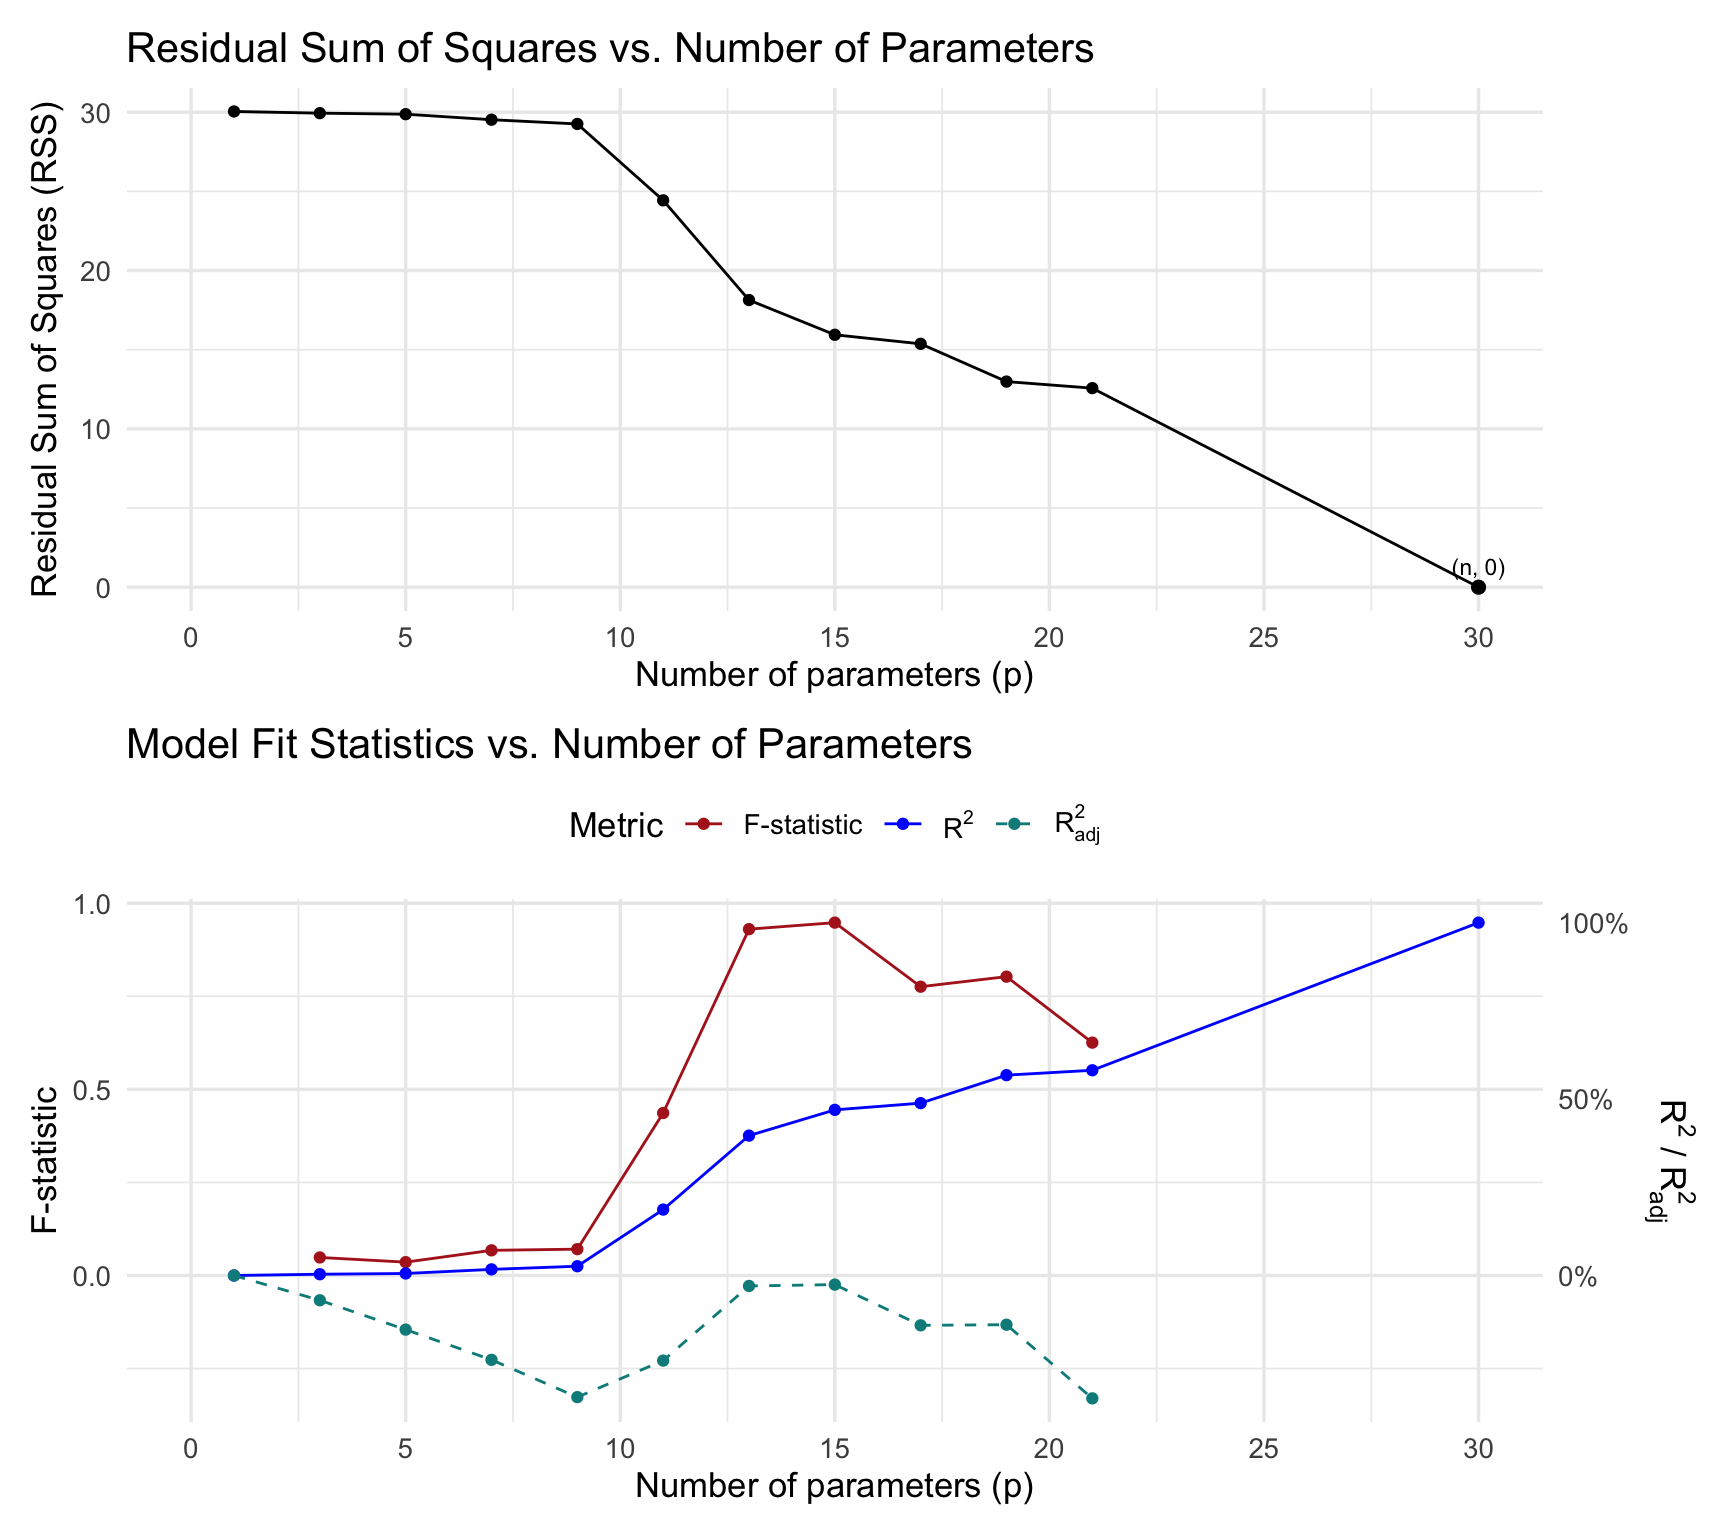 Residual Sum of Squares vs. Number of Parameters
Residual Sum of Squares (RSS)
30
20
10
0
(n, 0)
0 5 10 15 20 25 30
Number of parameters (p)
Model Fit Statistics vs. Number of Parameters
Metric F-statistic R² R²adj
F-statistic
1.0
0.5
0.0
100%
50%
0%
R² / R²adj
0 5 10 15 20 25 30
Number of parameters (p)